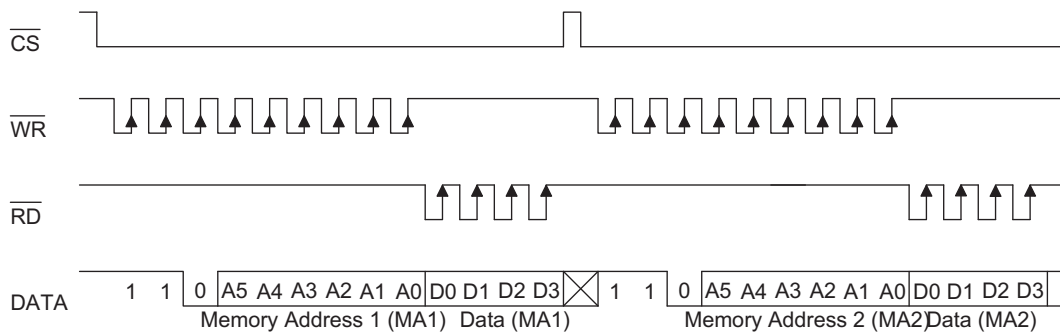 CS
WR
RD
DATA 1 1 0 A5 A4 A3 A2 A1 A0 D0 D1 D2 D3 1 1 0 A5 A4 A3 A2 A1 A0 D0 D1 D2 D3
Memory Address 1 (MA1) Data (MA1) Memory Address 2 (MA2) Data (MA2)